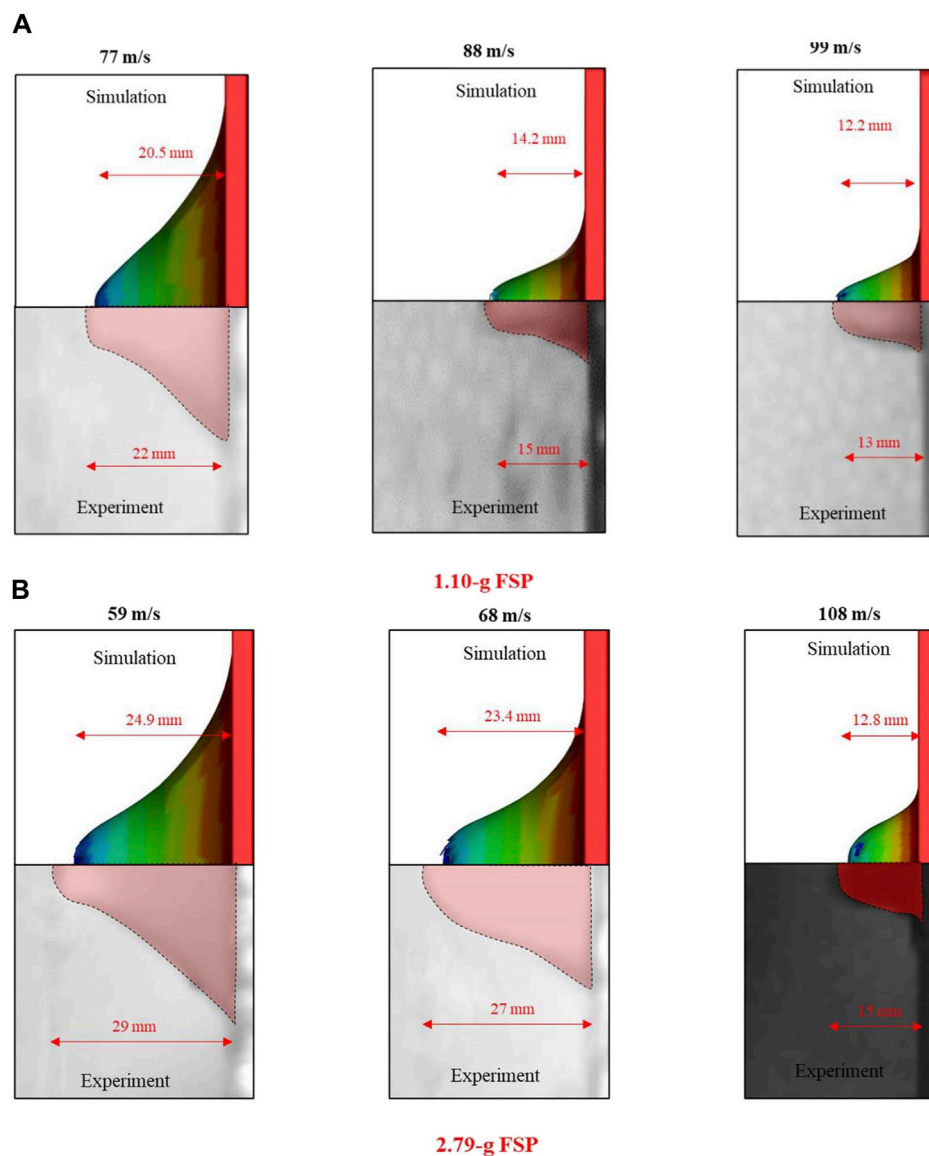 A
77 m/s
88 m/s
99 m/s
Simulation
Simulation
Simulation
20.5 mm
14.2 mm
12.2 mm
22 mm
15 mm
13 mm
Experiment
Experiment
Experiment
1.10-g FSP
B
59 m/s
68 m/s
108 m/s
Simulation
Simulation
Simulation
24.9 mm
23.4 mm
12.8 mm
29 mm
27 mm
15 mm
Experiment
Experiment
Experiment
2.79-g FSP